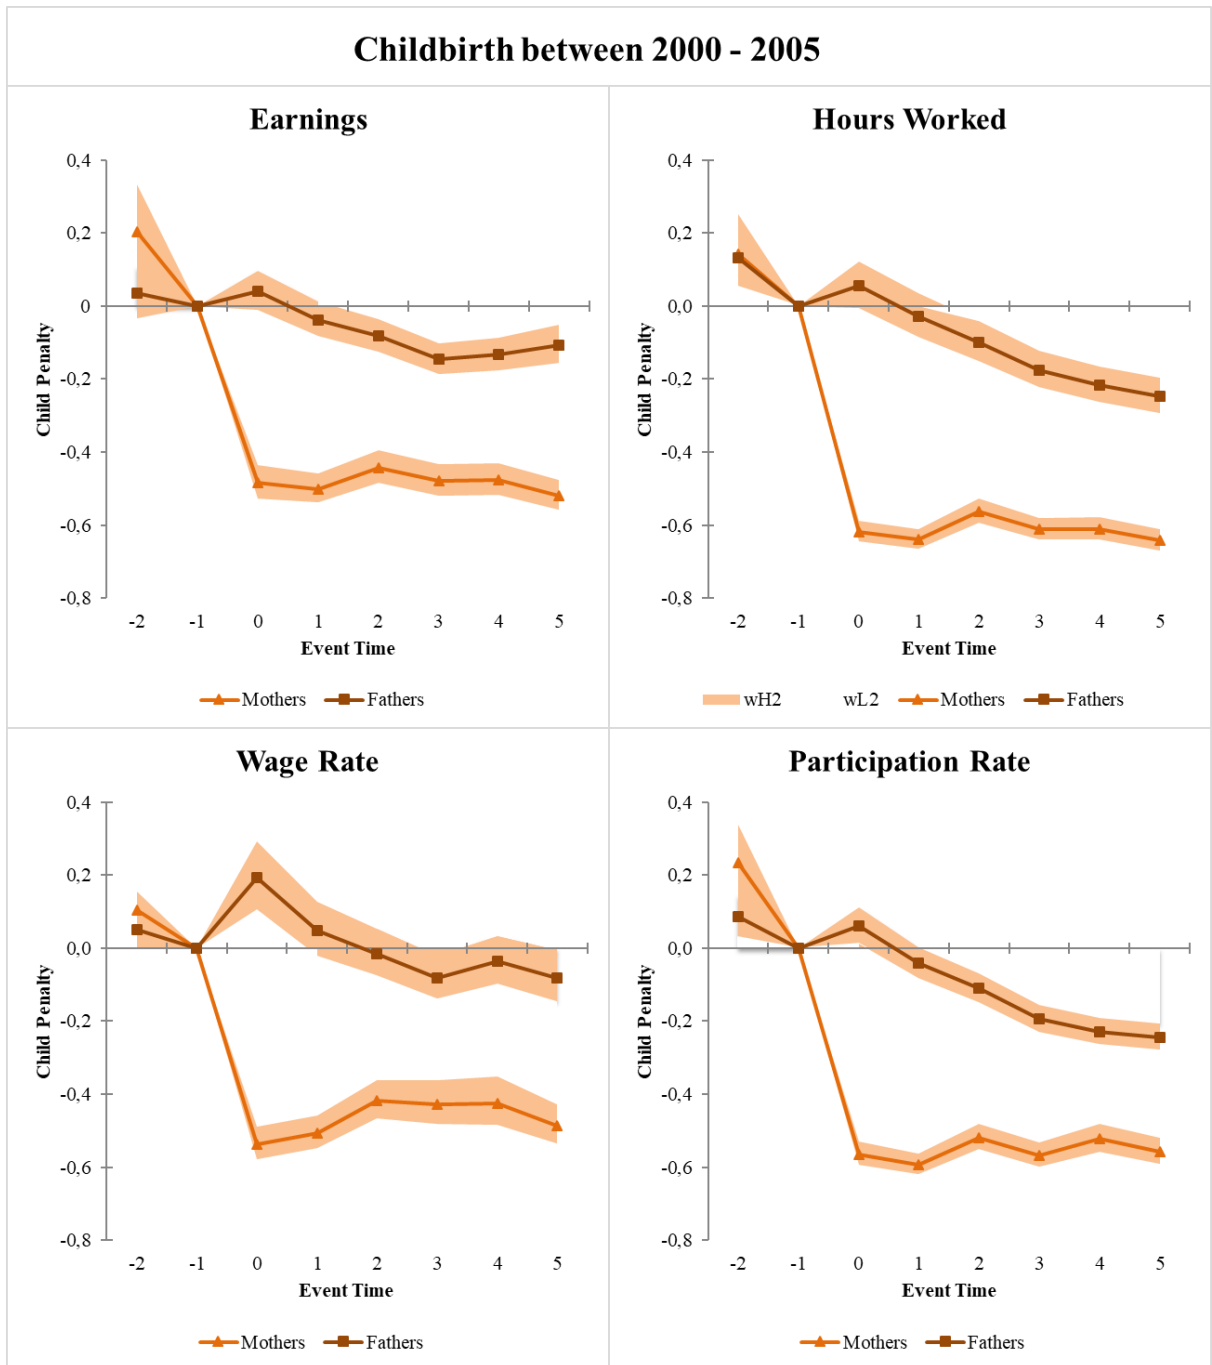 Childbirth between 2000 - 2005
Earnings
0,4
0,2
0
-0,2
-0,4
-0,6
-0,8
Child Penalty
-2 -1 0 1 2 3 4 5
Event Time
Mothers Fathers
Hours Worked
0,4
0,2
0
-0,2
-0,4
-0,6
-0,8
Child Penalty
-2 -1 0 1 2 3 4 5
Event Time
wH2 wL2 Mothers Fathers
Wage Rate
0,4
0,2
0,0
-0,2
-0,4
-0,6
-0,8
Child Penalty
-2 -1 0 1 2 3 4 5
Event Time
Mothers Fathers
Participation Rate
0,4
0,2
0,0
-0,2
-0,4
-0,6
-0,8
Child Penalty
-2 -1 0 1 2 3 4 5
Event Time
Mothers Fathers